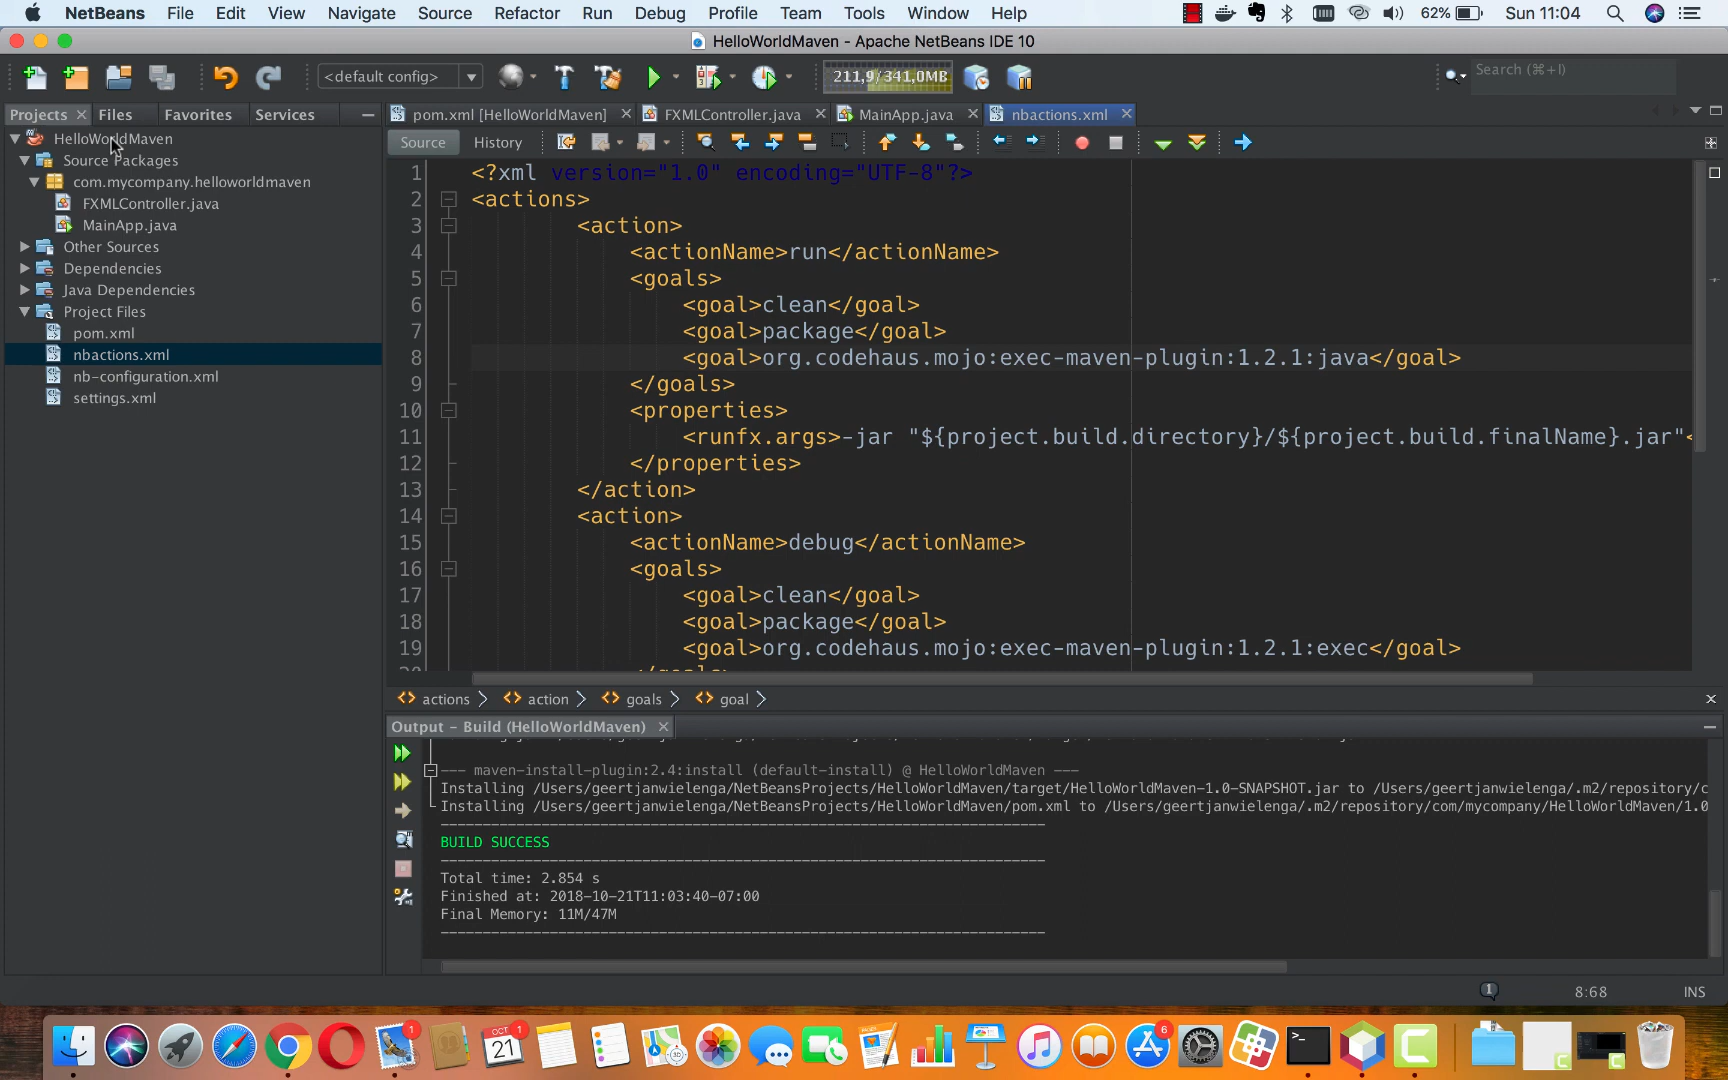 NetBeans File Edit View Navigate Source Refactor Run Debug Profile Team Tools Window Help 62% Sun 11:04
HelloWorldMaven - Apache NetBeans IDE 10
<default config> 211,9/341,0MB Search (⌘+I)
Projects Files Favorites Services
pom.xml [HelloWorldMaven] FXMLController.java MainApp.java nbactions.xml
Source History
HelloWorldMaven
Source Packages
com.mycompany.helloworldmaven
FXMLController.java
MainApp.java
Other Sources
Dependencies
Java Dependencies
Project Files
pom.xml
nbactions.xml
nb-configuration.xml
settings.xml
1 <?xml version="1.0" encoding="UTF-8"?>
2 <actions>
3 <action>
4 <actionName>run</actionName>
5 <goals>
6 <goal>clean</goal>
7 <goal>package</goal>
8 <goal>org.codehaus.mojo:exec-maven-plugin:1.2.1:java</goal>
9 </goals>
10 <properties>
11 <runfx.args>-jar "${project.build.directory}/${project.build.finalName}.jar"<
12 </properties>
13 </action>
14 <action>
15 <actionName>debug</actionName>
16 <goals>
17 <goal>clean</goal>
18 <goal>package</goal>
19 <goal>org.codehaus.mojo:exec-maven-plugin:1.2.1:exec</goal>
actions action goals goal
Output - Build (HelloWorldMaven)
--- maven-install-plugin:2.4:install (default-install) @ HelloWorldMaven ---
Installing /Users/geertjanwielenga/NetBeansProjects/HelloWorldMaven/target/HelloWorldMaven-1.0-SNAPSHOT.jar to /Users/geertjanwielenga/.m2/repository/c
Installing /Users/geertjanwielenga/NetBeansProjects/HelloWorldMaven/pom.xml to /Users/geertjanwielenga/.m2/repository/com/mycompany/HelloWorldMaven/1.0
------------------------------------------------------------------------
BUILD SUCCESS
------------------------------------------------------------------------
Total time: 2.854 s
Finished at: 2018-10-21T11:03:40-07:00
Final Memory: 11M/47M
------------------------------------------------------------------------
1 8:68 INS
1 OCT 21 1 3D PAGES 6